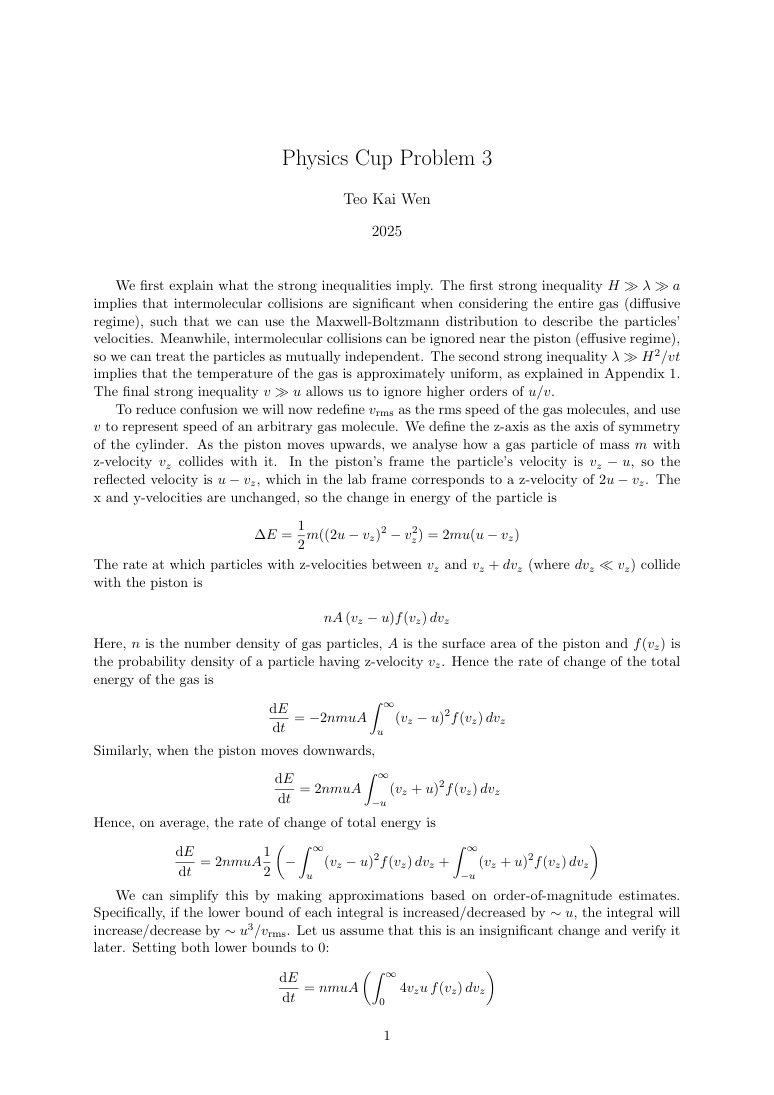 Physics Cup Problem 3
Teo Kai Wen
2025
We first explain what the strong inequalities imply. The first strong inequality H ≫ λ ≫ a
implies that intermolecular collisions are significant when considering the entire gas (diffusive
regime), such that we can use the Maxwell-Boltzmann distribution to describe the particles'
velocities. Meanwhile, intermolecular collisions can be ignored near the piston (effusive regime),
so we can treat the particles as mutually independent. The second strong inequality λ ≫ H²/vt
implies that the temperature of the gas is approximately uniform, as explained in Appendix 1.
The final strong inequality v ≫ u allows us to ignore higher orders of u/v.
To reduce confusion we will now redefine v_rms as the rms speed of the gas molecules, and use
v to represent speed of an arbitrary gas molecule. We define the z-axis as the axis of symmetry
of the cylinder. As the piston moves upwards, we analyse how a gas particle of mass m with
z-velocity v_z collides with it. In the piston's frame the particle's velocity is v_z − u, so the
reflected velocity is u − v_z, which in the lab frame corresponds to a z-velocity of 2u − v_z. The
x and y-velocities are unchanged, so the change in energy of the particle is
ΔE = 1/2 m((2u − v_z)² − v_z²) = 2mu(u − v_z)
The rate at which particles with z-velocities between v_z and v_z + dv_z (where dv_z ≪ v_z) collide
with the piston is
nA (v_z − u)f(v_z) dv_z
Here, n is the number density of gas particles, A is the surface area of the piston and f(v_z) is
the probability density of a particle having z-velocity v_z. Hence the rate of change of the total
energy of the gas is
dE/dt = −2nmuA ∫_u^∞ (v_z − u)² f(v_z) dv_z
Similarly, when the piston moves downwards,
dE/dt = 2nmuA ∫_{−u}^∞ (v_z + u)² f(v_z) dv_z
Hence, on average, the rate of change of total energy is
dE/dt = 2nmuA 1/2 (− ∫_u^∞ (v_z − u)² f(v_z) dv_z + ∫_{−u}^∞ (v_z + u)² f(v_z) dv_z)
We can simplify this by making approximations based on order-of-magnitude estimates.
Specifically, if the lower bound of each integral is increased/decreased by ∼ u, the integral will
increase/decrease by ∼ u³/v_rms. Let us assume that this is an insignificant change and verify it
later. Setting both lower bounds to 0:
dE/dt = nmuA (∫_0^∞ 4v_z u f(v_z) dv_z)
1